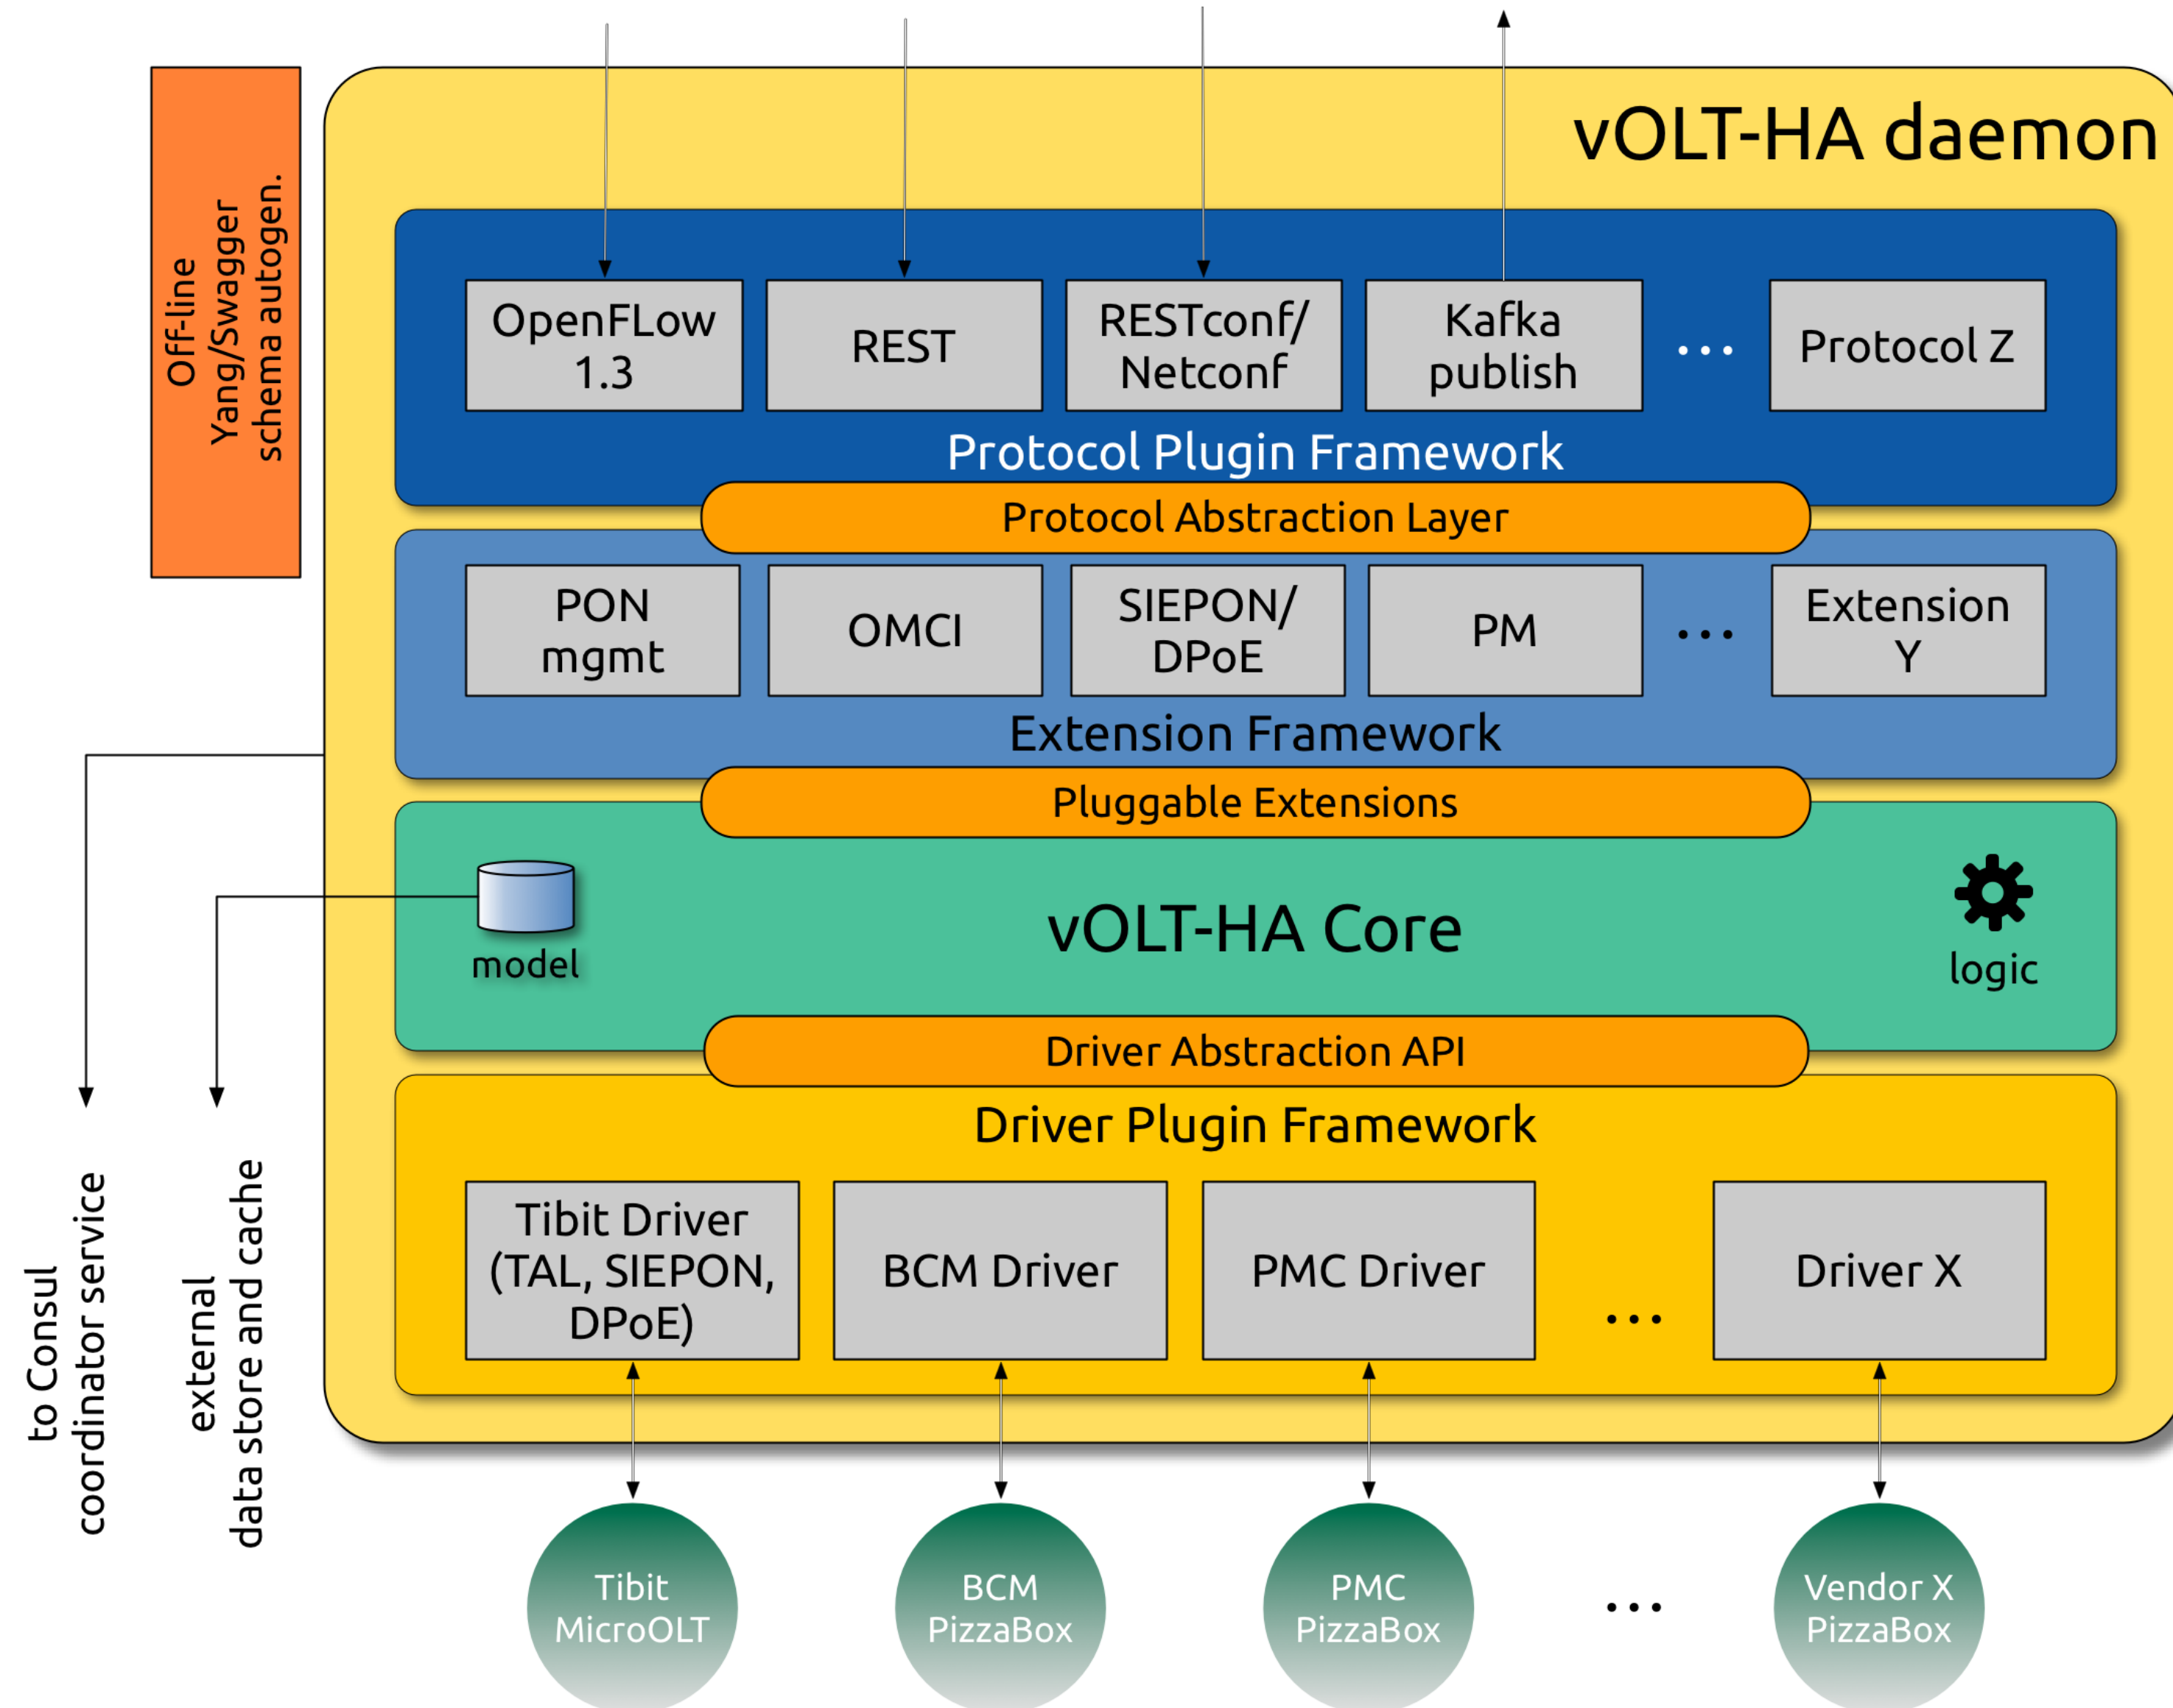 vOLT-HA daemon
Off-line
Yang/Swagger
schema autogen.
OpenFLow
1.3
REST
RESTconf/
Netconf
Kafka
publish
...
Protocol Z
Protocol Plugin Framework
Protocol Abstraction Layer
PON
mgmt
OMCI
SIEPON/
DPoE
PM
...
Extension
Y
Extension Framework
Pluggable Extensions
model
vOLT-HA Core
logic
Driver Abstraction API
Driver Plugin Framework
Tibit Driver
(TAL, SIEPON,
DPoE)
BCM Driver
PMC Driver
...
Driver X
to Consul
coordinator service
external
data store and cache
Tibit
MicroOLT
BCM
PizzaBox
PMC
PizzaBox
...
Vendor X
PizzaBox